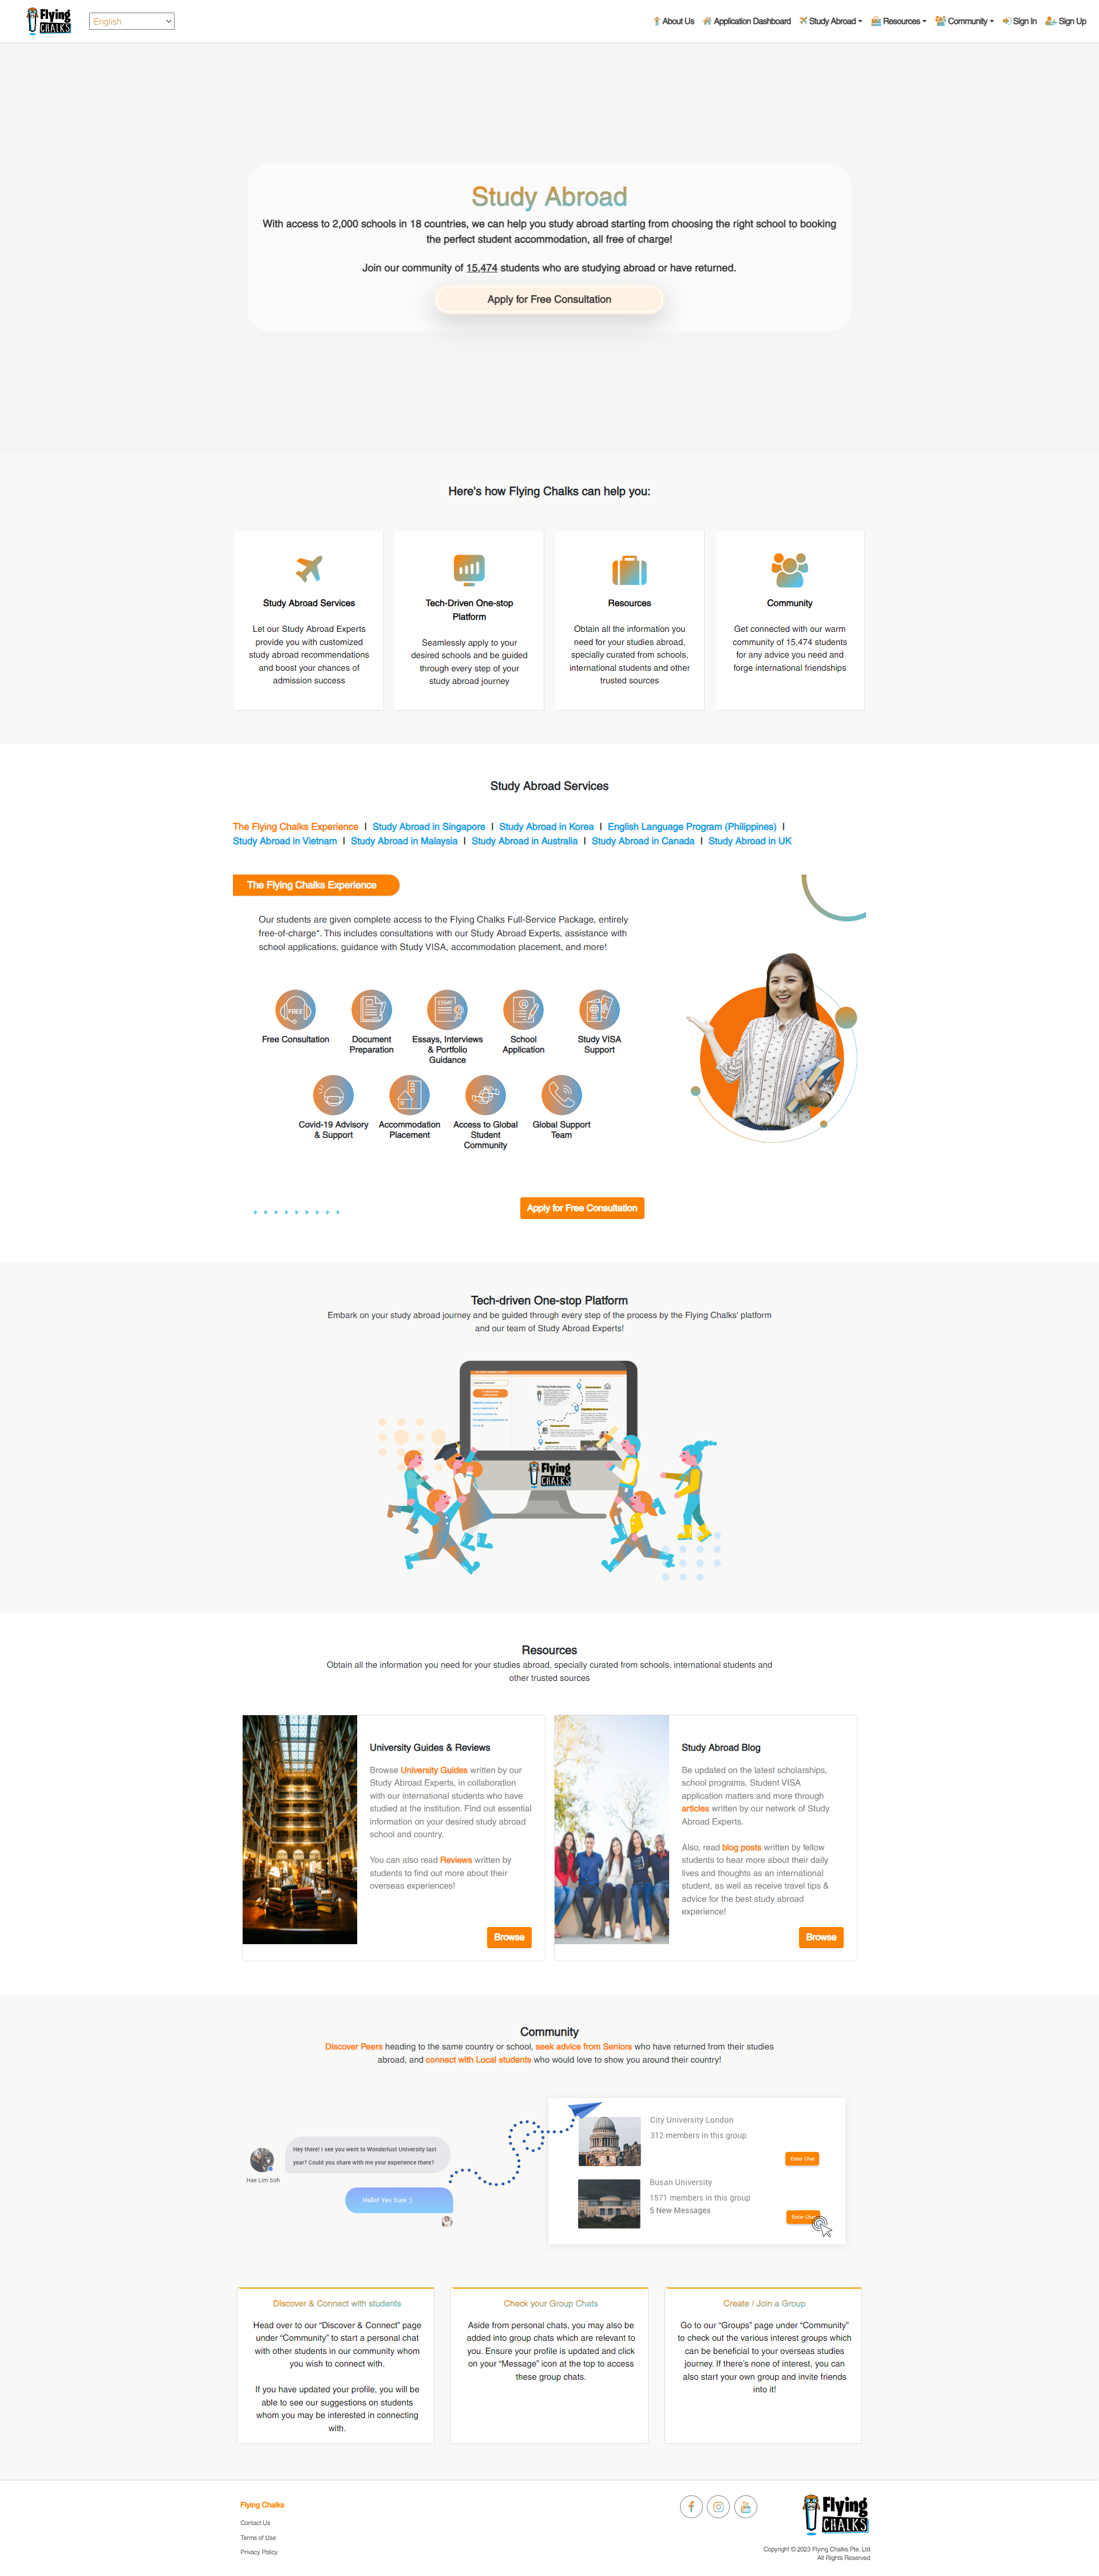 Flying CHALKS
English
About Us
Application Dashboard
Study Abroad
Resources
Community
Sign In
Sign Up
Study Abroad
With access to 2,000 schools in 18 countries, we can help you study abroad starting from choosing the right school to booking
the perfect student accommodation, all free of charge!
Join our community of 15,474 students who are studying abroad or have returned.
Apply for Free Consultation
Here's how Flying Chalks can help you:
Study Abroad Services
Let our Study Abroad Experts
provide you with customized
study abroad recommendations
and boost your chances of
admission success
Tech-Driven One-stop
Platform
Seamlessly apply to your
desired schools and be guided
through every step of your
study abroad journey
Resources
Obtain all the information you
need for your studies abroad,
specially curated from schools,
international students and other
trusted sources
Community
Get connected with our warm
community of 15,474 students
for any advice you need and
forge international friendships
Study Abroad Services
The Flying Chalks Experience | Study Abroad in Singapore | Study Abroad in Korea | English Language Program (Philippines) |
Study Abroad in Vietnam | Study Abroad in Malaysia | Study Abroad in Australia | Study Abroad in Canada | Study Abroad in UK
The Flying Chalks Experience
Our students are given complete access to the Flying Chalks Full-Service Package, entirely
free-of-charge*. This includes consultations with our Study Abroad Experts, assistance with
school applications, guidance with Study VISA, accommodation placement, and more!
FREE
Free Consultation
Document
Preparation
ESSAY
Essays, Interviews
& Portfolio
Guidance
School
Application
Study VISA
Support
Covid-19 Advisory
& Support
Accommodation
Placement
Access to Global
Student
Community
Global Support
Team
Apply for Free Consultation
Tech-driven One-stop Platform
Embark on your study abroad journey and be guided through every step of the process by the Flying Chalks' platform
and our team of Study Abroad Experts!
Flying CHALKS
Resources
Obtain all the information you need for your studies abroad, specially curated from schools, international students and
other trusted sources
University Guides & Reviews
Browse University Guides written by our
Study Abroad Experts, in collaboration
with our international students who have
studied at the institution. Find out essential
information on your desired study abroad
school and country.
You can also read Reviews written by
students to find out more about their
overseas experiences!
Browse
Study Abroad Blog
Be updated on the latest scholarships,
school programs, Student VISA
application matters and more through
articles written by our network of Study
Abroad Experts.
Also, read blog posts written by fellow
students to hear more about their daily
lives and thoughts as an international
student, as well as receive travel tips &
advice for the best study abroad
experience!
Browse
Community
Discover Peers heading to the same country or school, seek advice from Seniors who have returned from their studies
abroad, and connect with Local students who would love to show you around their country!
Hey there! I see you went to Wonderlust University last
year? Could you share with me your experience there?
Hae Lim Soh
Hello! Yes Sure :)
City University London
312 members in this group
Enter Chat
Busan University
1571 members in this group
5 New Messages
Enter Chat
Discover & Connect with students
Head over to our “Discover & Connect” page
under “Community” to start a personal chat
with other students in our community whom
you wish to connect with.
If you have updated your profile, you will be
able to see our suggestions on students
whom you may be interested in connecting
with.
Check your Group Chats
Aside from personal chats, you may also be
added into group chats which are relevant to
you. Ensure your profile is updated and click
on your “Message” icon at the top to access
these group chats.
Create / Join a Group
Go to our “Groups” page under “Community”
to check out the various interest groups which
can be beneficial to your overseas studies
journey. If there’s none of interest, you can
also start your own group and invite friends
into it!
Flying Chalks
Contact Us
Terms of Use
Privacy Policy
Flying CHALKS
Copyright © 2023 Flying Chalks Pte. Ltd
All Rights Reserved